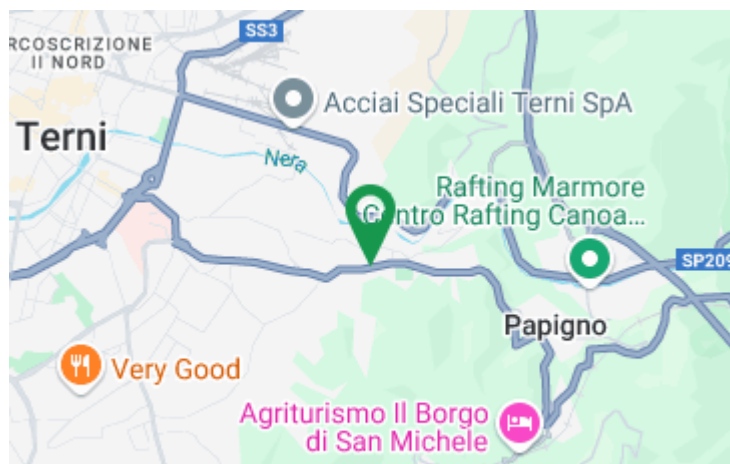 SS3
RCOSCRIZIONE
II NORD
Acciai Speciali Terni SpA
Terni
Nera
Rafting Marmore
Centro Rafting Canoa...
SP209
Papigno
Very Good
Agriturismo Il Borgo
di San Michele